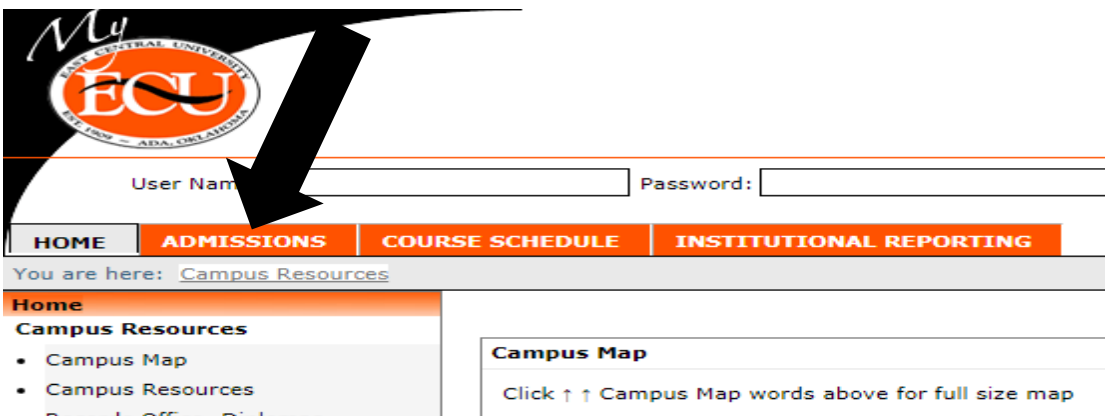 My
EAST CENTRAL UNIVERSITY
ECU
EST. 1909 – ADA, OKLAHOMA
User Nam Password:
HOME ADMISSIONS COURSE SCHEDULE INSTITUTIONAL REPORTING
You are here: Campus Resources
Home
Campus Resources
• Campus Map
• Campus Resources
Campus Map
Click ↑ ↑ Campus Map words above for full size map